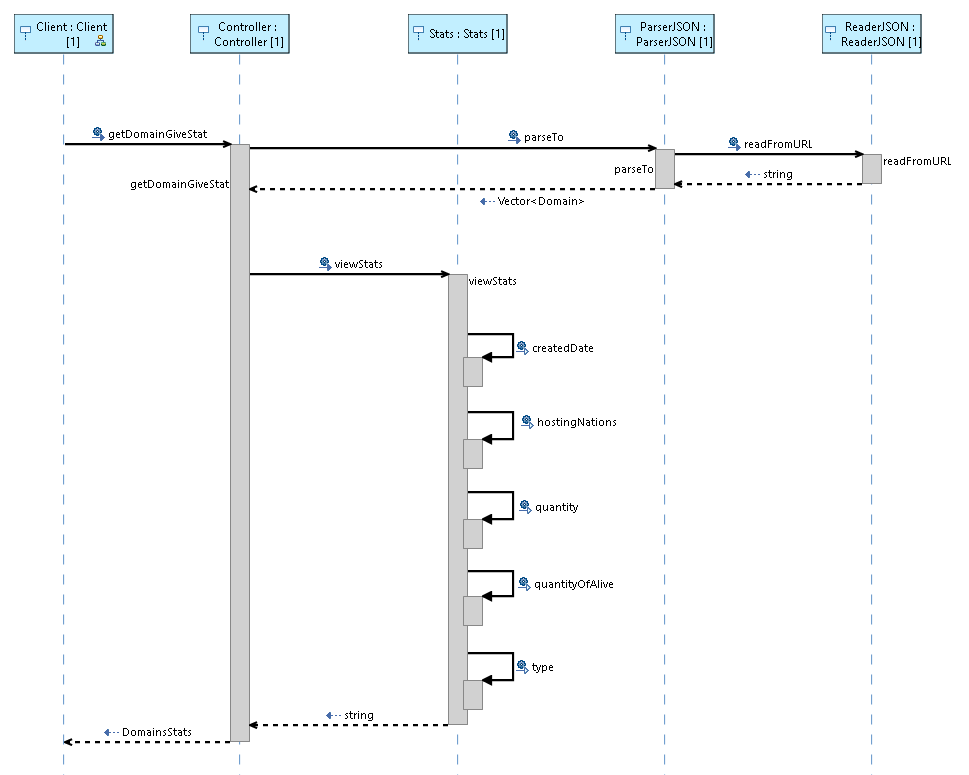 Client : Client
[1]
Controller :
Controller [1]
Stats : Stats [1]
ParserJSON :
ParserJSON [1]
ReaderJSON :
ReaderJSON [1]
getDomainGiveStat
parseTo
readFromURL
readFromURL
parseTo
string
getDomainGiveStat
Vector<Domain>
viewStats
viewStats
createdDate
hostingNations
quantity
quantityOfAlive
type
string
DomainsStats